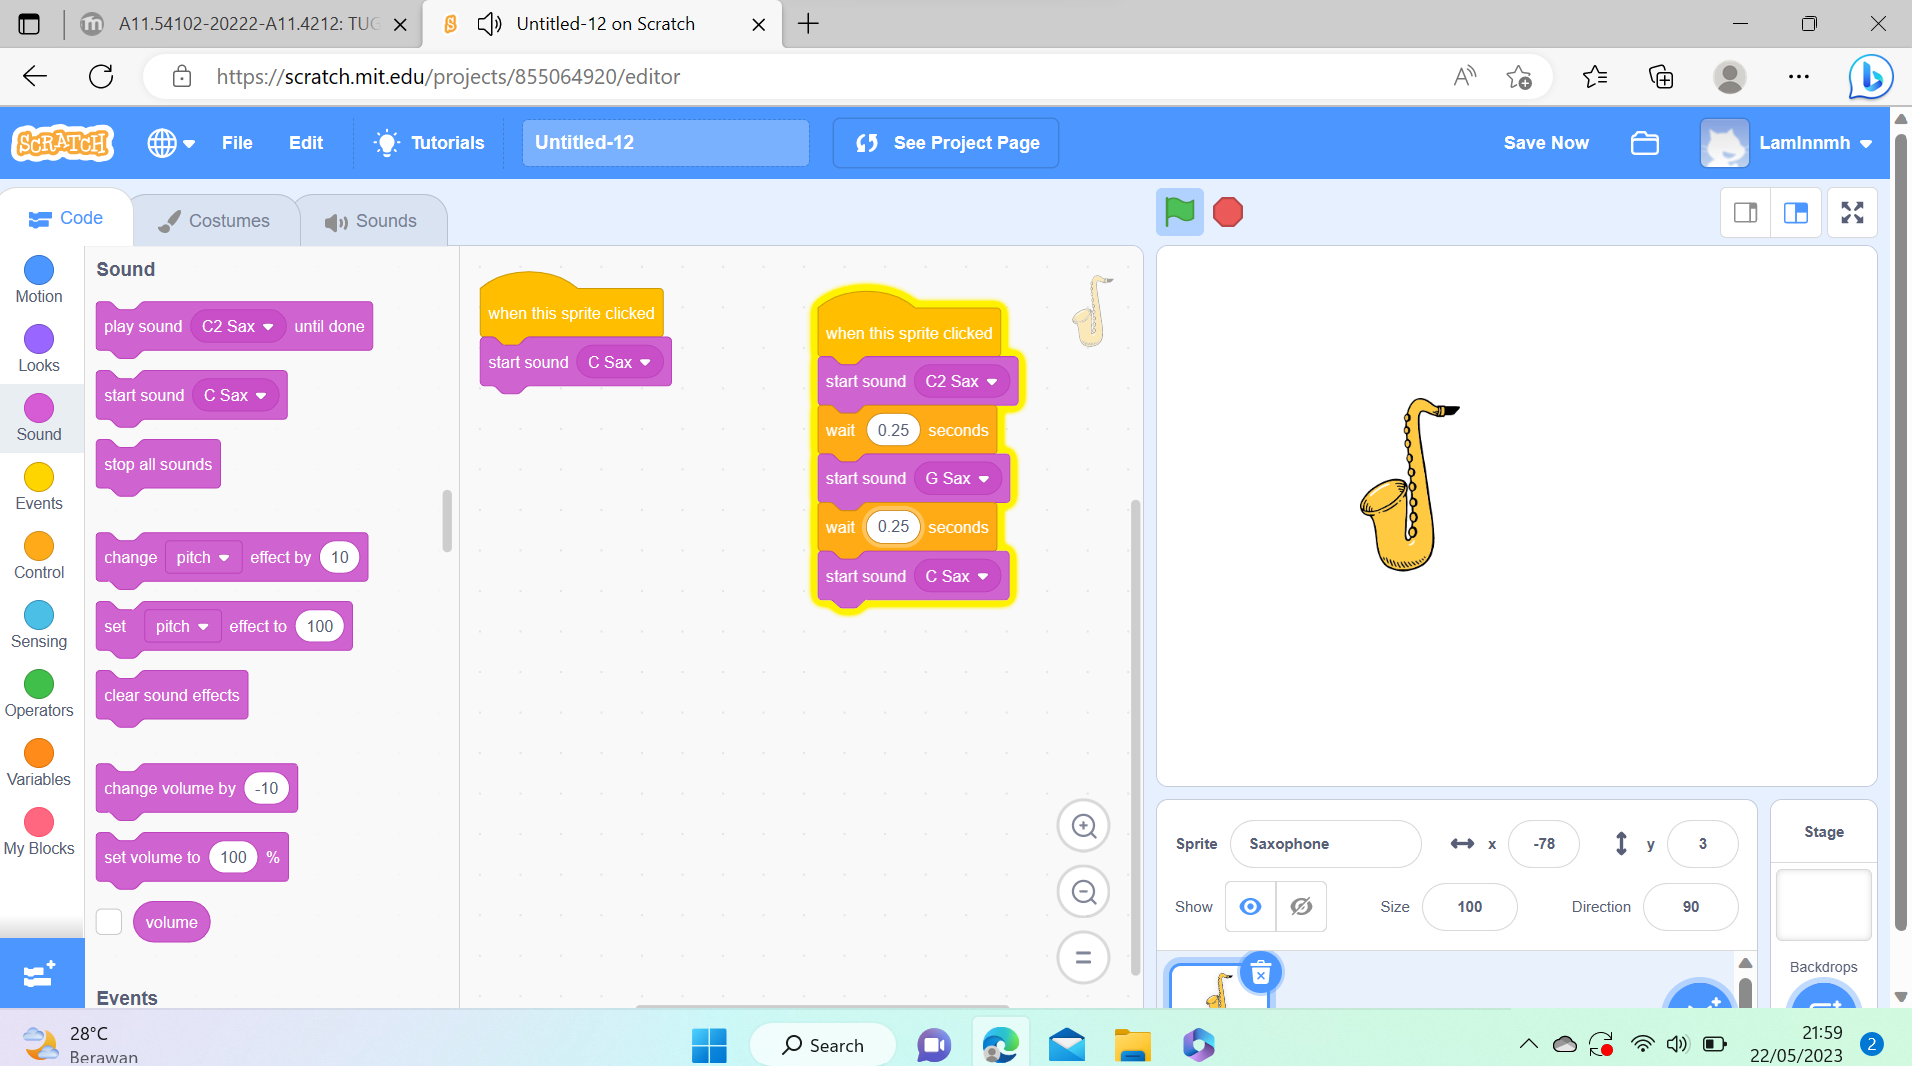 A11.54102-20222-A11.4212: TUG
Untitled-12 on Scratch
https://scratch.mit.edu/projects/855064920/editor
SCRATCH
File
Edit
Tutorials
Untitled-12
See Project Page
Save Now
LamInnmh
Code
Costumes
Sounds
Motion
Looks
Sound
Events
Control
Sensing
Operators
Variables
My Blocks
Sound
play sound C2 Sax until done
start sound C Sax
stop all sounds
change pitch effect by 10
set pitch effect to 100
clear sound effects
change volume by -10
set volume to 100 %
volume
Events
when this sprite clicked
start sound C Sax
when this sprite clicked
start sound C2 Sax
wait 0.25 seconds
start sound G Sax
wait 0.25 seconds
start sound C Sax
Sprite Saxophone x -78 y 3
Show Size 100 Direction 90
Stage
Backdrops
28°C
Berawan
Search
21:59
22/05/2023
2